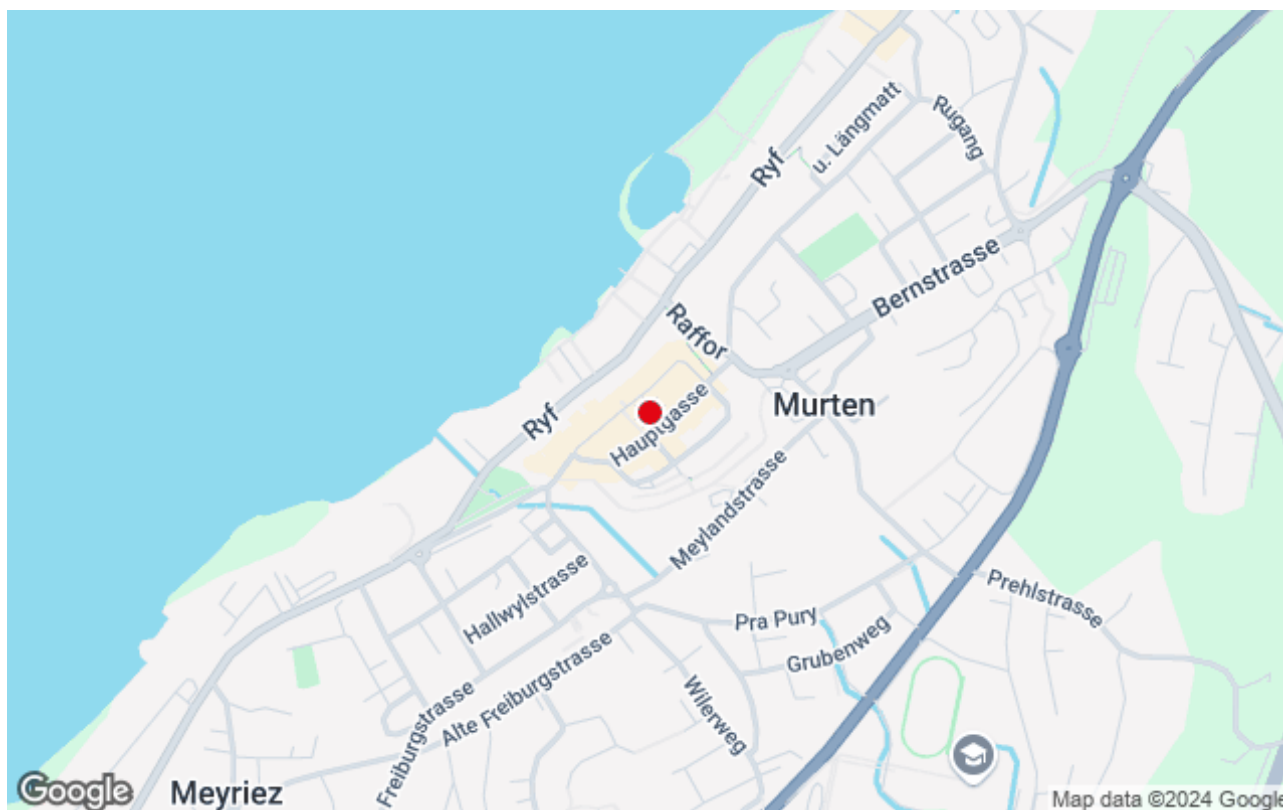 Rugang
u. Längmatt
Ryf
Bernstrasse
Raffor
Murten
Hauptgasse
Ryf
Meylandstrasse
Prehlstrasse
Hallwylstrasse
Pra Pury
Grubenweg
Freiburgstrasse
Alte Freiburgstrasse
Wilerweg
Meyriez
Google
Map data ©2024 Google